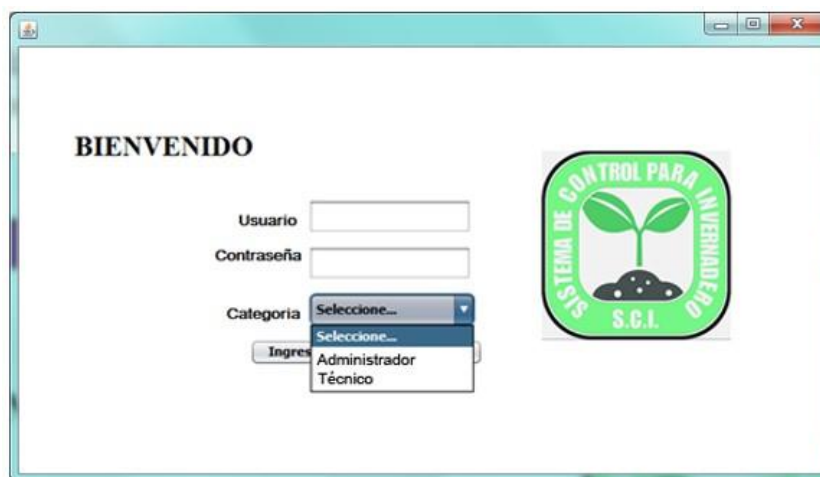 BIENVENIDO
Usuario
Contraseña
Categoria
Seleccione...
Seleccione...
Administrador
Técnico
SISTEMA DE CONTROL PARA INVERNADERO
S.C.I.